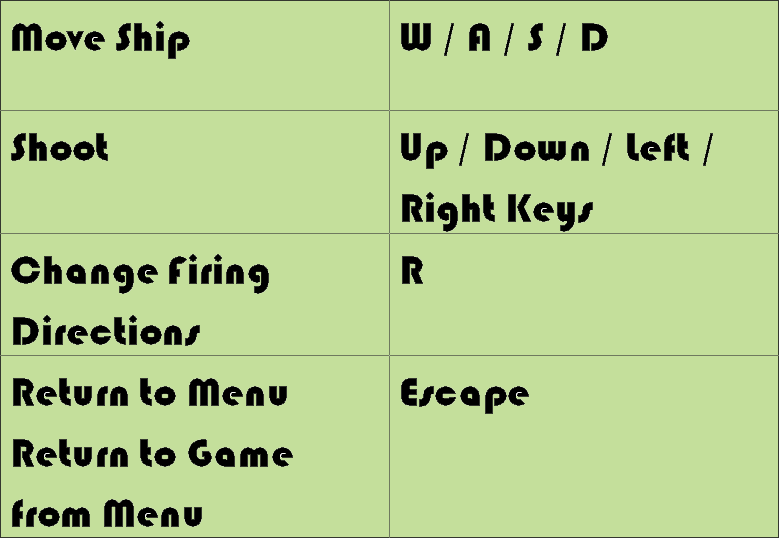 Move Ship
W / A / S / D
Shoot
Up / Down / Left /
Right Keys
Change Firing
Directions
R
Return to Menu
Return to Game
from Menu
Escape